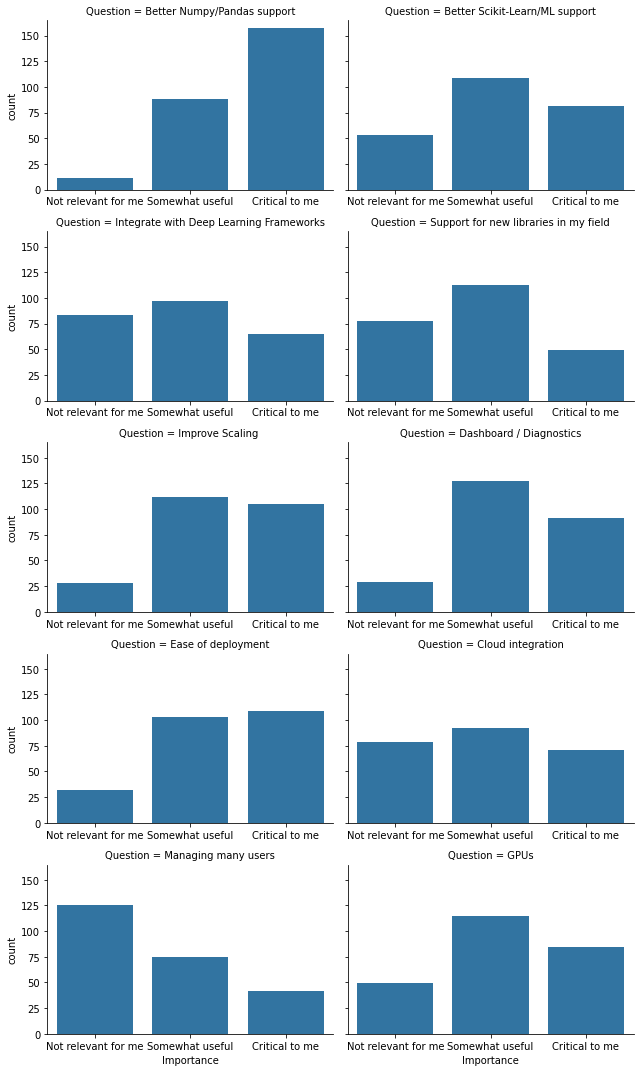 Question = Better Numpy/Pandas support
Question = Better Scikit-Learn/ML support
150
125
100
75
50
25
0
count
Not relevant for me Somewhat useful Critical to me
Not relevant for me Somewhat useful Critical to me
Question = Integrate with Deep Learning Frameworks
Question = Support for new libraries in my field
150
125
100
75
50
25
0
count
Not relevant for me Somewhat useful Critical to me
Not relevant for me Somewhat useful Critical to me
Question = Improve Scaling
Question = Dashboard / Diagnostics
150
125
100
75
50
25
0
count
Not relevant for me Somewhat useful Critical to me
Not relevant for me Somewhat useful Critical to me
Question = Ease of deployment
Question = Cloud integration
150
125
100
75
50
25
0
count
Not relevant for me Somewhat useful Critical to me
Not relevant for me Somewhat useful Critical to me
Question = Managing many users
Question = GPUs
150
125
100
75
50
25
0
count
Not relevant for me Somewhat useful Critical to me
Importance
Not relevant for me Somewhat useful Critical to me
Importance